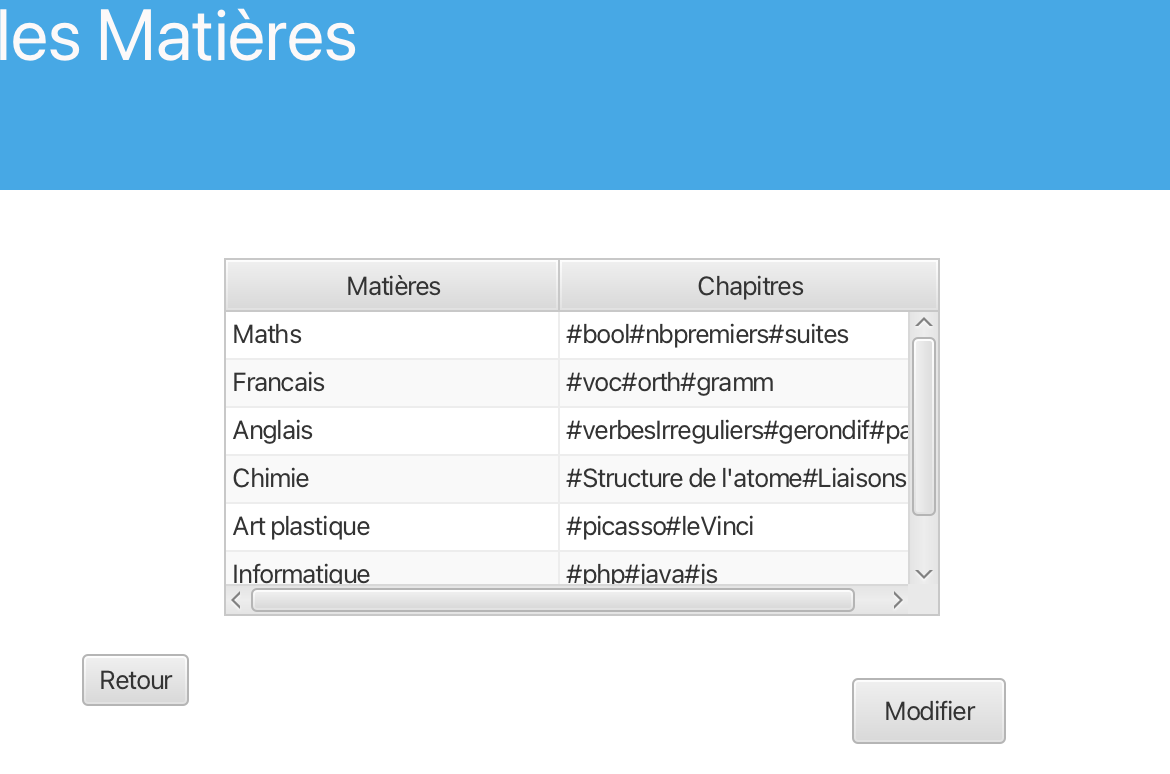 les Matières
Matières Chapitres
Maths #bool#nbpremiers#suites
Francais #voc#orth#gramm
Anglais #verbesIrreguliers#gerondif#pa
Chimie #Structure de l'atome#Liaisons
Art plastique #picasso#leVinci
Informatique #php#java#js
Retour
Modifier